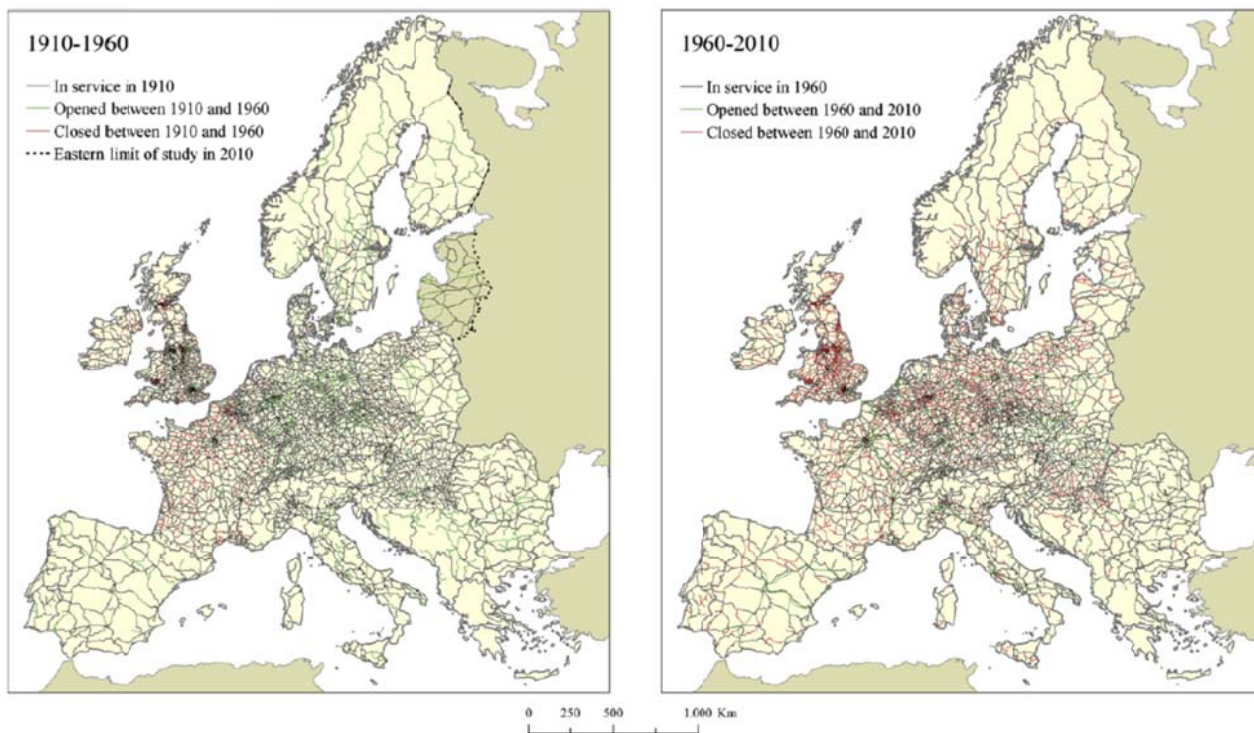 1910-1960
In service in 1910
Opened between 1910 and 1960
Closed between 1910 and 1960
Eastern limit of study in 2010
1960-2010
In service in 1960
Opened between 1960 and 2010
Closed between 1960 and 2010
0 250 500 1.000 Km